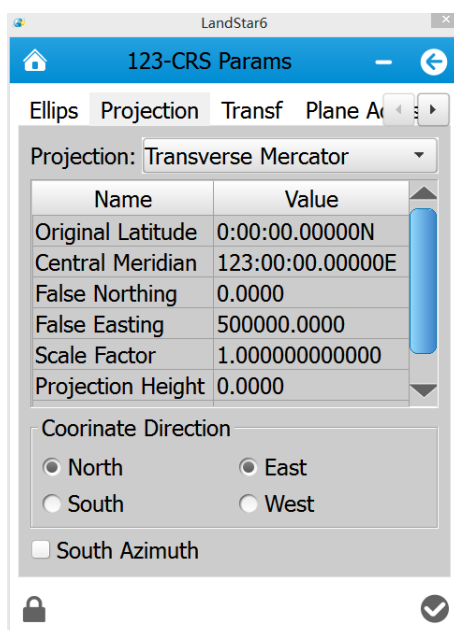 LandStar6
123-CRS Params
Ellips Projection Transf Plane A
Projection: Transverse Mercator
Name Value
Original Latitude 0:00:00.00000N
Central Meridian 123:00:00.00000E
False Northing 0.0000
False Easting 500000.0000
Scale Factor 1.000000000000
Projection Height 0.0000
Coorinate Direction
North East
South West
South Azimuth